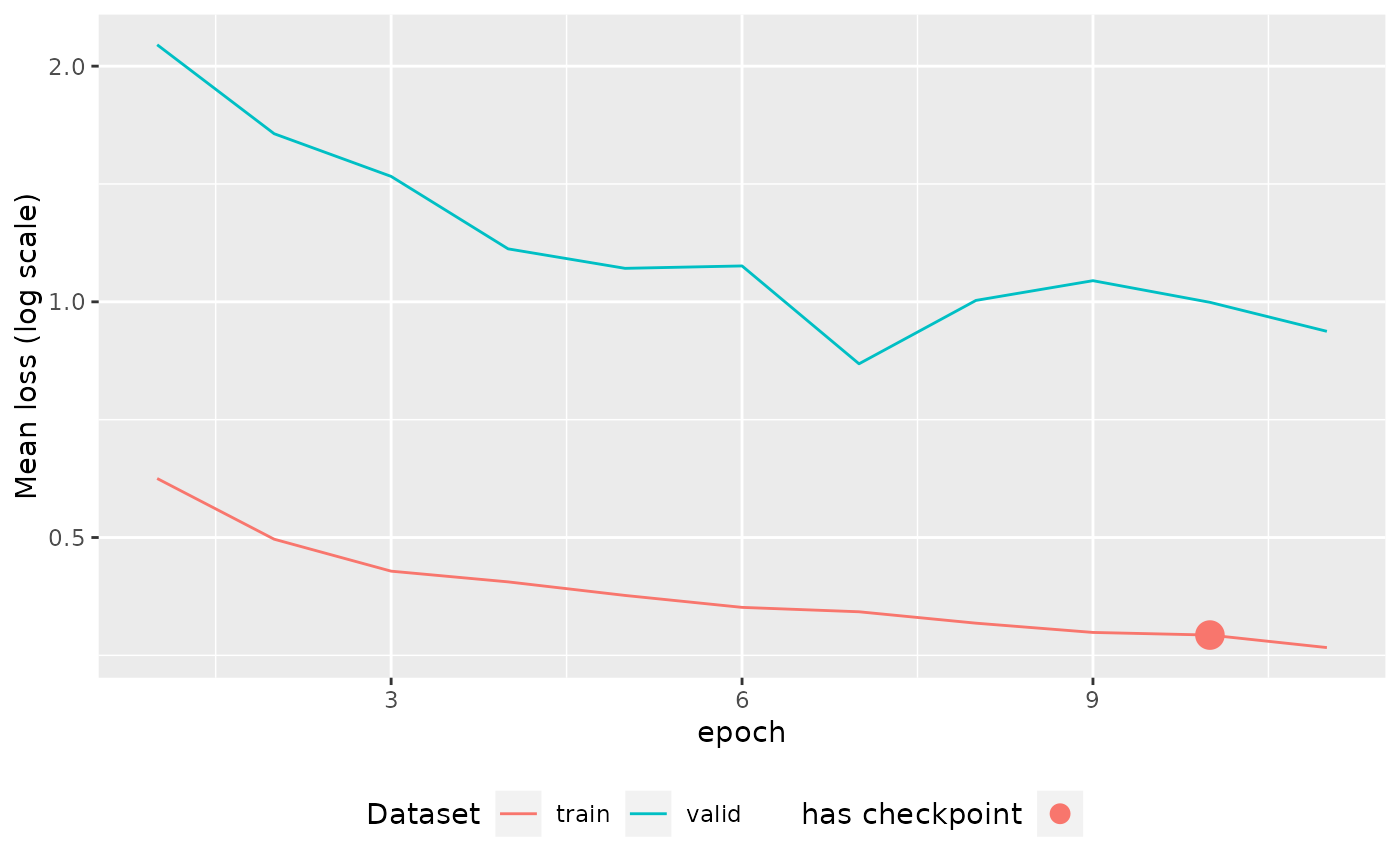 2.0
1.0
0.5
Mean loss (log scale)
3 6 9
epoch
Dataset train valid has checkpoint